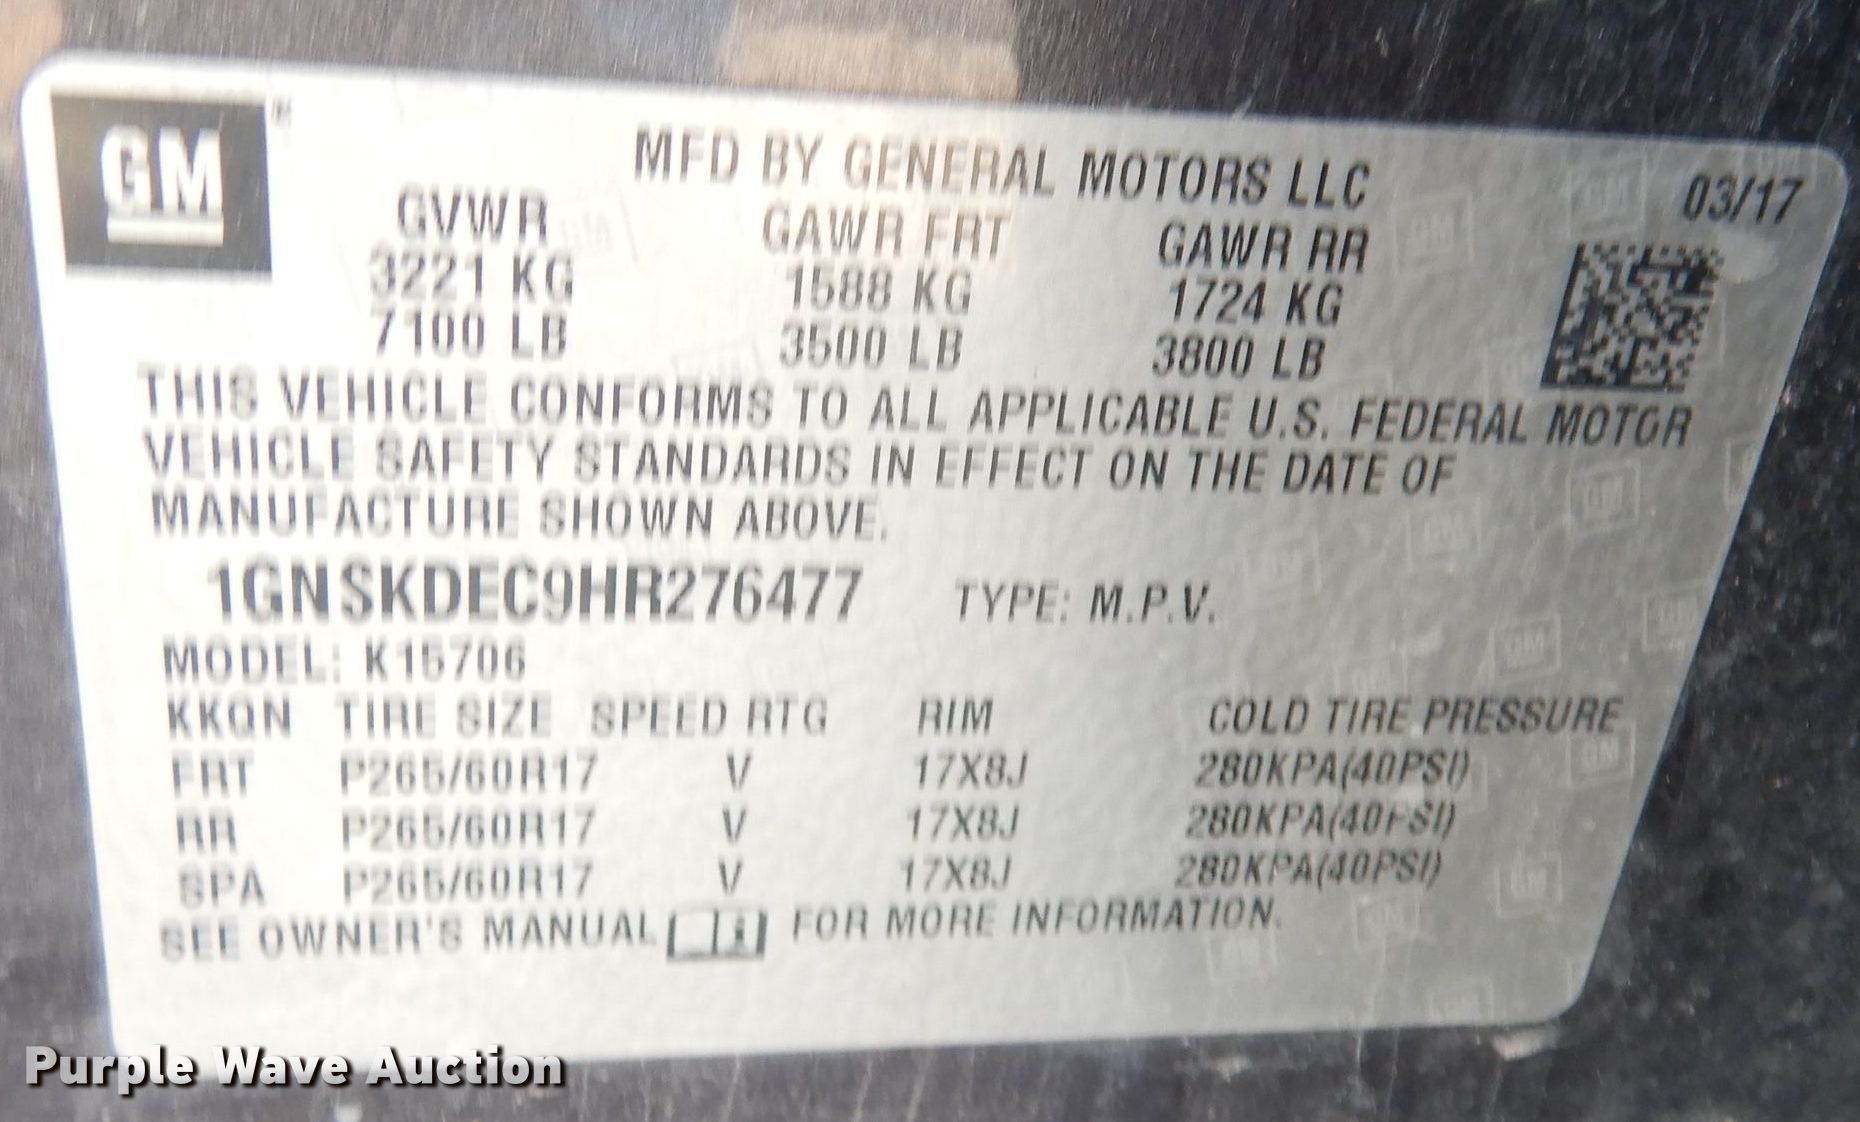 GM ®
MFD BY GENERAL MOTORS LLC 03/17
GVWR GAWR FRT GAWR RR
3221 KG 1588 KG 1724 KG
7100 LB 3500 LB 3800 LB
THIS VEHICLE CONFORMS TO ALL APPLICABLE U.S. FEDERAL MOTOR
VEHICLE SAFETY STANDARDS IN EFFECT ON THE DATE OF
MANUFACTURE SHOWN ABOVE.
1GNSKDEC9HR276477 TYPE: M.P.V.
MODEL: K15706
KKQN TIRE SIZE SPEED RTG RIM COLD TIRE PRESSURE
FRT P265/60R17 V 17X8J 280KPA(40PSI)
RR P265/60R17 V 17X8J 280KPA(40PSI)
SPA P265/60R17 V 17X8J 280KPA(40PSI)
SEE OWNER'S MANUAL FOR MORE INFORMATION.
Purple Wave Auction